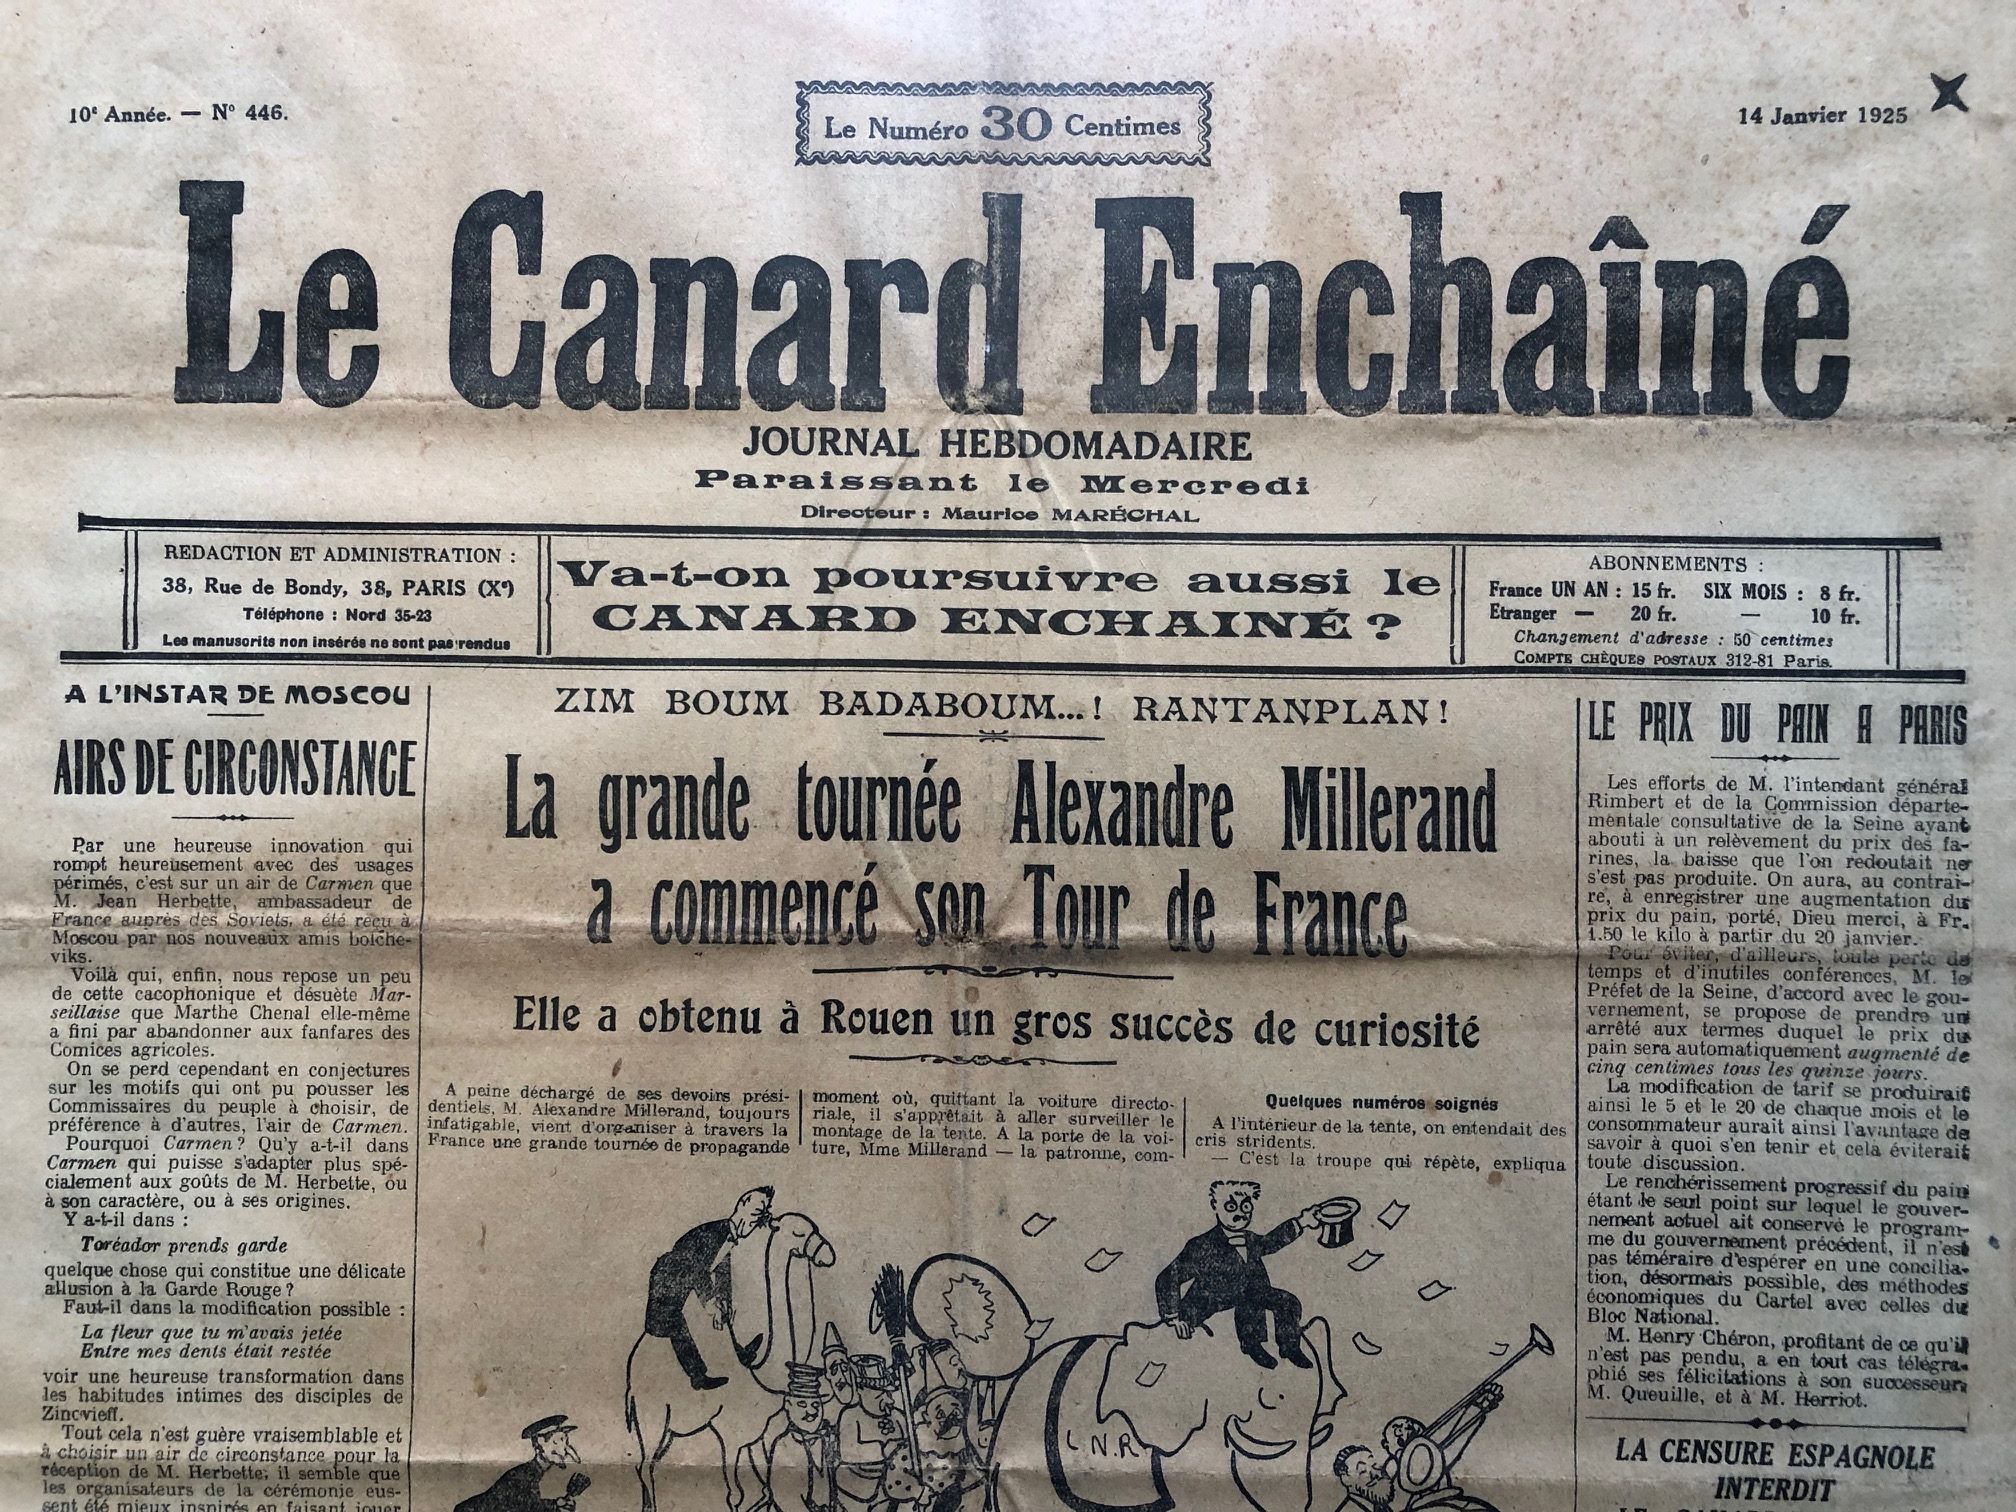 10e Année. — N° 446.
Le Numéro 30 Centimes
14 Janvier 1925
Le Canard Enchaîné
JOURNAL HEBDOMADAIRE
Paraissant le Mercredi
Directeur : Maurice MARÉCHAL
REDACTION ET ADMINISTRATION :
38, Rue de Bondy, 38, PARIS (Xe)
Téléphone : Nord 35-23
Les manuscrits non insérés ne sont pas rendus
Va-t-on poursuivre aussi le
CANARD ENCHAINÉ ?
ABONNEMENTS :
France UN AN : 15 fr. SIX MOIS : 8 fr.
Etranger — 20 fr. — 10 fr.
Changement d'adresse : 50 centimes
COMPTE CHÈQUES POSTAUX 312-81 Paris.
A L'INSTAR DE MOSCOU
AIRS DE CIRCONSTANCE
Par une heureuse innovation qui
rompt heureusement avec des usages
périmés, c'est sur un air de Carmen que
M. Jean Herbette, ambassadeur de
France auprès des Soviets, a été reçu à
Moscou par nos nouveaux amis bolche-
viks.
Voilà qui, enfin, nous repose un peu
de cette cacophonique et désuète Mar-
seillaise que Marthe Chenal elle-même
a fini par abandonner aux fanfares des
Comices agricoles.
On se perd cependant en conjectures
sur les motifs qui ont pu pousser les
Commissaires du peuple à choisir, de
préférence à d'autres, l'air de Carmen.
Pourquoi Carmen ? Qu'y a-t-il dans
Carmen qui puisse s'adapter plus spé-
cialement aux goûts de M. Herbette, ou
à son caractère, ou à ses origines.
Y a-t-il dans :
Toréador prends garde
quelque chose qui constitue une délicate
allusion à la Garde Rouge ?
Faut-il dans la modification possible :
La fleur que tu m'avais jetée
Entre mes dents était restée
voir une heureuse transformation dans
les habitudes intimes des disciples de
Zinovieff.
Tout cela n'est guère vraisemblable et
à choisir un air de circonstance pour la
réception de M. Herbette, il semble que
les organisateurs de la cérémonie eus-
sent été mieux inspirés en faisant jouer
ZIM BOUM BADABOUM...! RANTANPLAN !
La grande tournée Alexandre Millerand
a commencé son Tour de France
Elle a obtenu à Rouen un gros succès de curiosité
A peine déchargé de ses devoirs prési-
dentiels, M. Alexandre Millerand, toujours
infatigable, vient d'organiser à travers la
France une grande tournée de propagande
moment où, quittant la voiture directo-
riale, il s'apprêtait à aller surveiller le
montage de la tente. A la porte de la voi-
ture, Mme Millerand — la patronne, com-
Quelques numéros soignés
A l'intérieur de la tente, on entendait des
cris stridents.
— C'est la troupe qui répète, expliqua
L.N.R
LE PRIX DU PAIN A PARIS
Les efforts de M. l'intendant général
Rimbert et de la Commission départe-
mentale consultative de la Seine ayant
abouti à un relèvement du prix des fa-
rines, la baisse que l'on redoutait ne
s'est pas produite. On aura, au contrai-
re, à enregistrer une augmentation du
prix du pain, porté, Dieu merci, à Fr.
1.50 le kilo à partir du 20 janvier.
Pour éviter, d'ailleurs, toute perte de
temps et d'inutiles conférences, M. le
Préfet de la Seine, d'accord avec le gou-
vernement, se propose de prendre un
arrêté aux termes duquel le prix du
pain sera automatiquement augmenté de
cinq centimes tous les quinze jours.
La modification de tarif se produirait
ainsi le 5 et le 20 de chaque mois et le
consommateur aurait ainsi l'avantage de
savoir à quoi s'en tenir et cela éviterait
toute discussion.
Le renchérissement progressif du pain
étant le seul point sur lequel le gouver-
nement actuel ait conservé le program-
me du gouvernement précédent, il n'est
pas téméraire d'espérer en une concilia-
tion, désormais possible, des méthodes
économiques du Cartel avec celles du
Bloc National.
M. Henry Chéron, profitant de ce qu'il
n'est pas pendu, a en tout cas télégra-
phié ses félicitations à son successeur,
M. Queuille, et à M. Herriot.
LA CENSURE ESPAGNOLE
INTERDIT